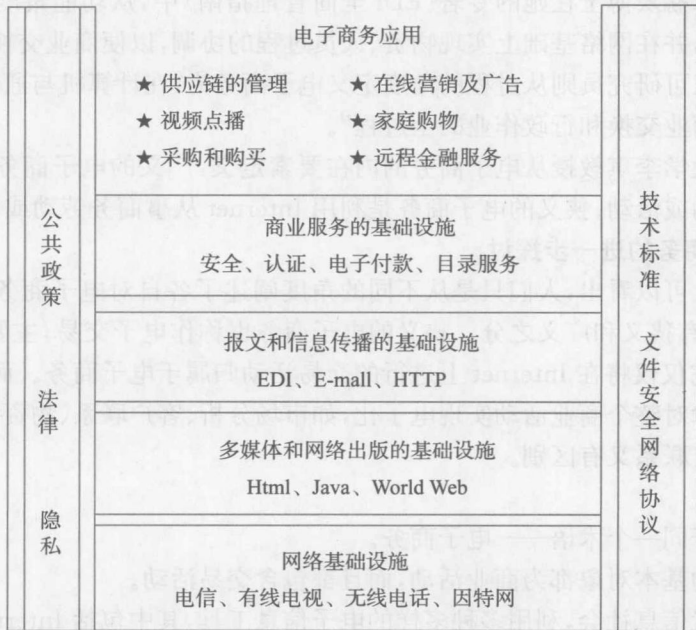 电子商务应用
★ 供应链的管理 ★ 在线营销及广告
★ 视频点播 ★ 家庭购物
★ 采购和购买 ★ 远程金融服务
商业服务的基础设施
安全、认证、电子付款、目录服务
报文和信息传播的基础设施
EDI、E-mall、HTTP
多媒体和网络出版的基础设施
Html、Java、World Web
网络基础设施
电信、有线电视、无线电话、因特网
公共政策
法律
隐私
技术标准
文件安全网络协议